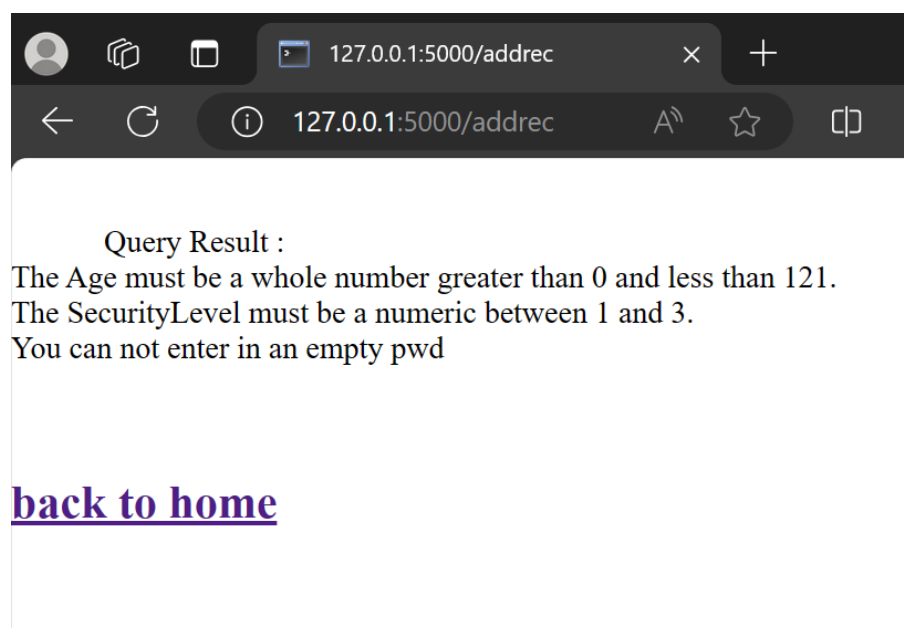 127.0.0.1:5000/addrec
127.0.0.1:5000/addrec
Query Result :
The Age must be a whole number greater than 0 and less than 121.
The SecurityLevel must be a numeric between 1 and 3.
You can not enter in an empty pwd
back to home